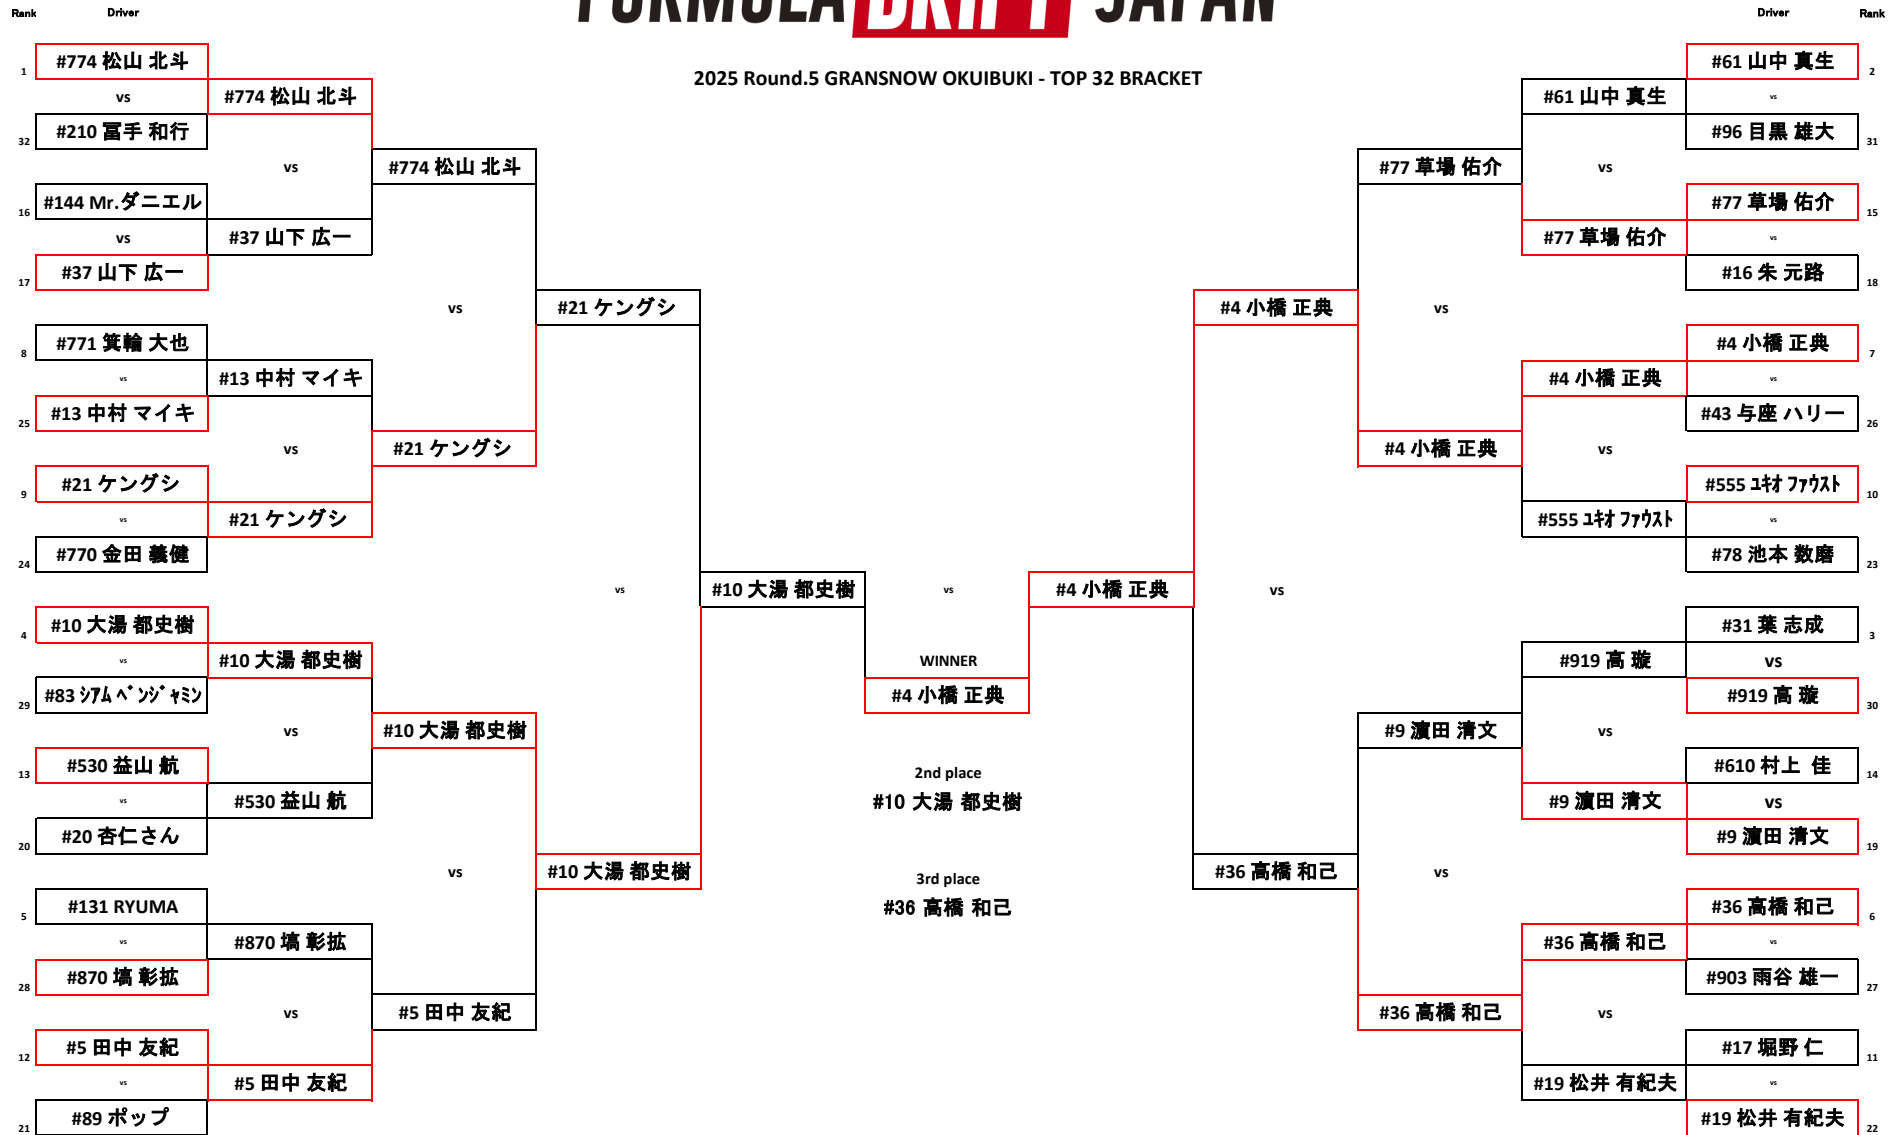 FORMULA DRIFT JAPAN
2025 Round.5 GRANSNOW OKUIBUKI - TOP 32 BRACKET
Rank Driver
1 #774 松山 北斗
vs
32 #210 冨手 和行
16 #144 Mr.ダニエル
vs
17 #37 山下 広一
8 #771 箕輪 大也
vs
25 #13 中村 マイキ
9 #21 ケングシ
vs
24 #770 金田 義健
4 #10 大湯 都史樹
vs
29 #83 ｼｱﾑ ﾍﾞﾝｼﾞｬﾐﾝ
13 #530 益山 航
vs
20 #20 杏仁さん
5 #131 RYUMA
vs
28 #870 塙 彰拡
12 #5 田中 友紀
vs
21 #89 ポップ
#774 松山 北斗
vs
#37 山下 広一
#13 中村 マイキ
vs
#21 ケングシ
#10 大湯 都史樹
vs
#530 益山 航
#870 塙 彰拡
vs
#5 田中 友紀
#774 松山 北斗
vs
#21 ケングシ
#10 大湯 都史樹
vs
#5 田中 友紀
#21 ケングシ
vs
#10 大湯 都史樹
#10 大湯 都史樹
vs
#4 小橋 正典
WINNER
#4 小橋 正典
2nd place
#10 大湯 都史樹
3rd place
#36 高橋 和己
#4 小橋 正典
vs
#36 高橋 和己
#77 草場 佑介
vs
#4 小橋 正典
#9 濵田 清文
vs
#36 高橋 和己
#61 山中 真生
vs
#77 草場 佑介
#4 小橋 正典
vs
#555 ﾕｷｵ ﾌｧｳｽﾄ
#919 高 璇
vs
#9 濵田 清文
#36 高橋 和己
vs
#19 松井 有紀夫
Driver Rank
#61 山中 真生 2
vs
#96 目黒 雄大 31
#77 草場 佑介 15
vs
#16 朱 元路 18
#4 小橋 正典 7
vs
#43 与座 ハリー 26
#555 ﾕｷｵ ﾌｧｳｽﾄ 10
vs
#78 池本 数磨 23
#31 葉 志成 3
vs
#919 高 璇 30
#610 村上 佳 14
vs
#9 濵田 清文 19
#36 高橋 和己 6
vs
#903 雨谷 雄一 27
#17 堀野 仁 11
vs
#19 松井 有紀夫 22